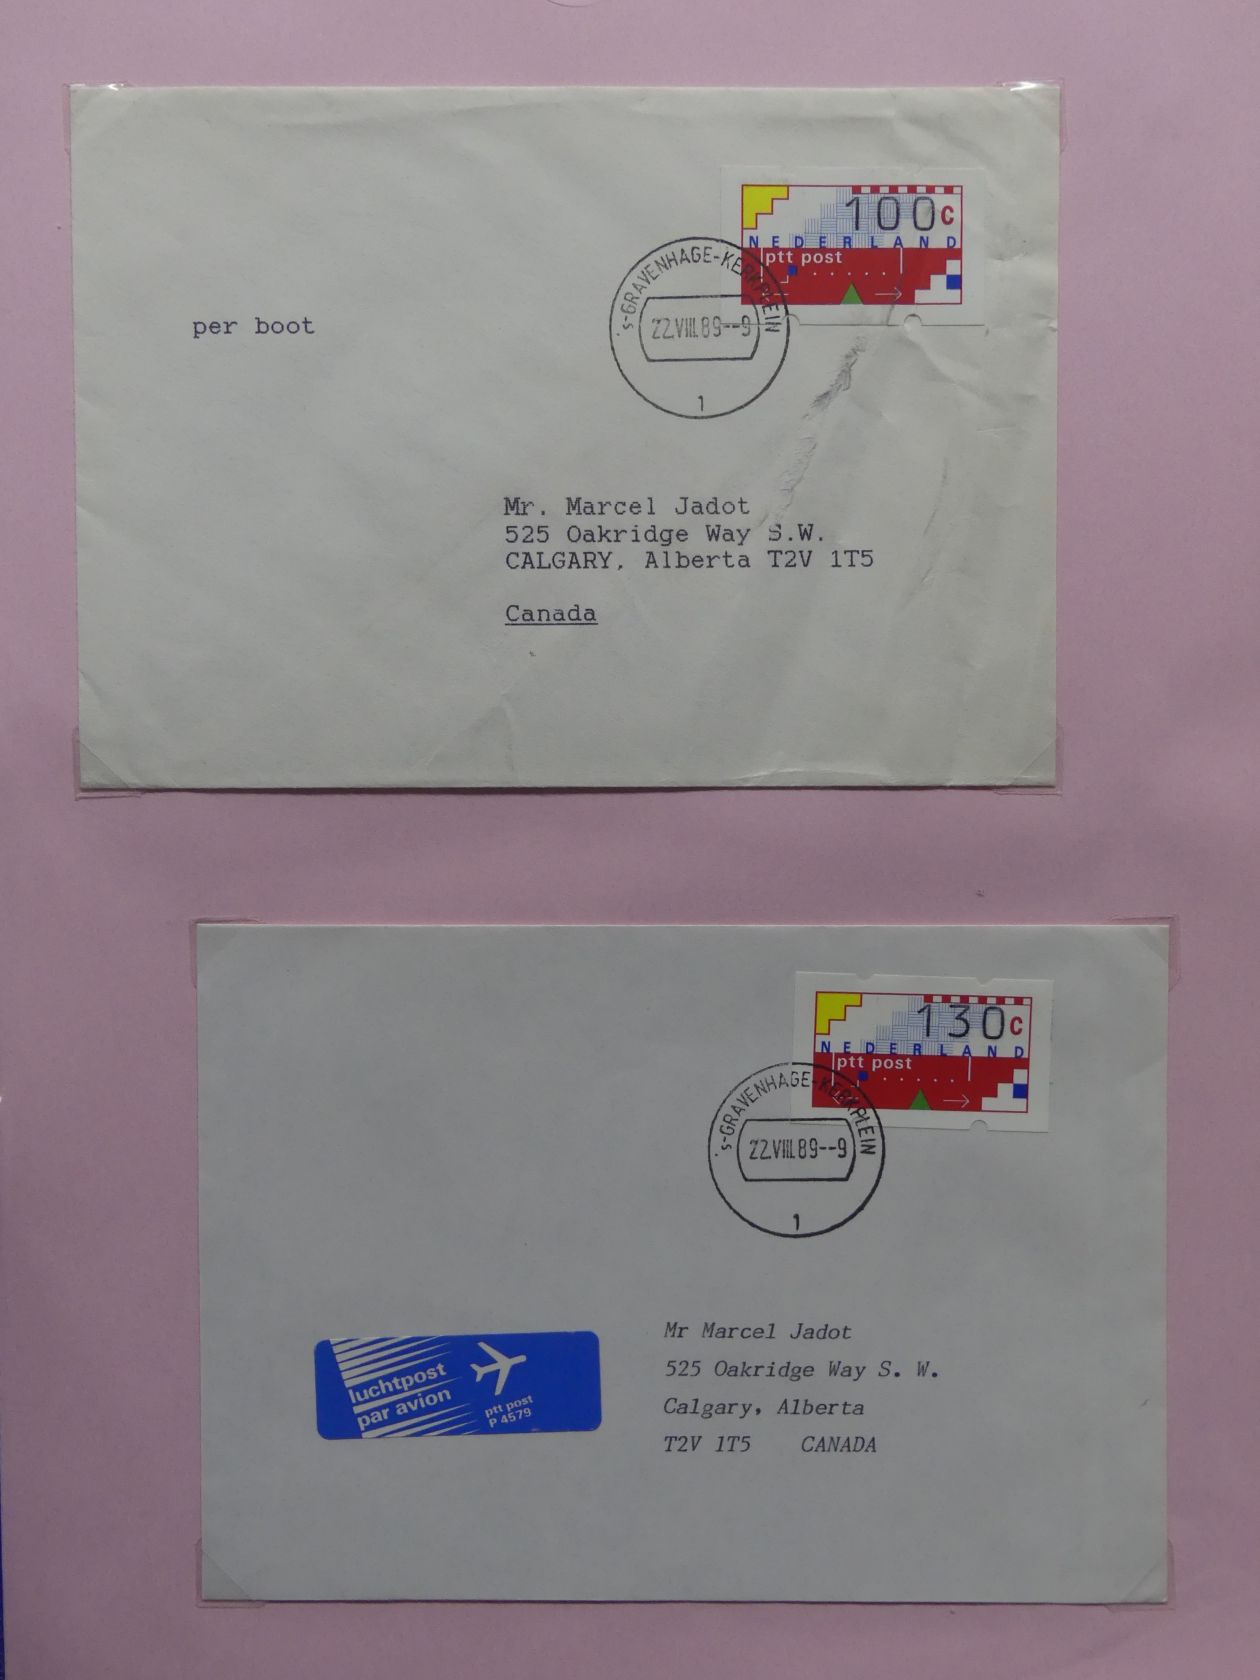 100c
NEDERLAND
ptt post
's-GRAVENHAGE-KERKPLEIN
22.VIII.89--9
1
per boot
Mr. Marcel Jadot
525 Oakridge Way S.W.
CALGARY, Alberta T2V 1T5
Canada
130c
NEDERLAND
ptt post
's-GRAVENHAGE-KERKPLEIN
22.VIII.89--9
1
luchtpost
par avion
ptt post
P 4579
Mr Marcel Jadot
525 Oakridge Way S. W.
Calgary, Alberta
T2V 1T5 CANADA